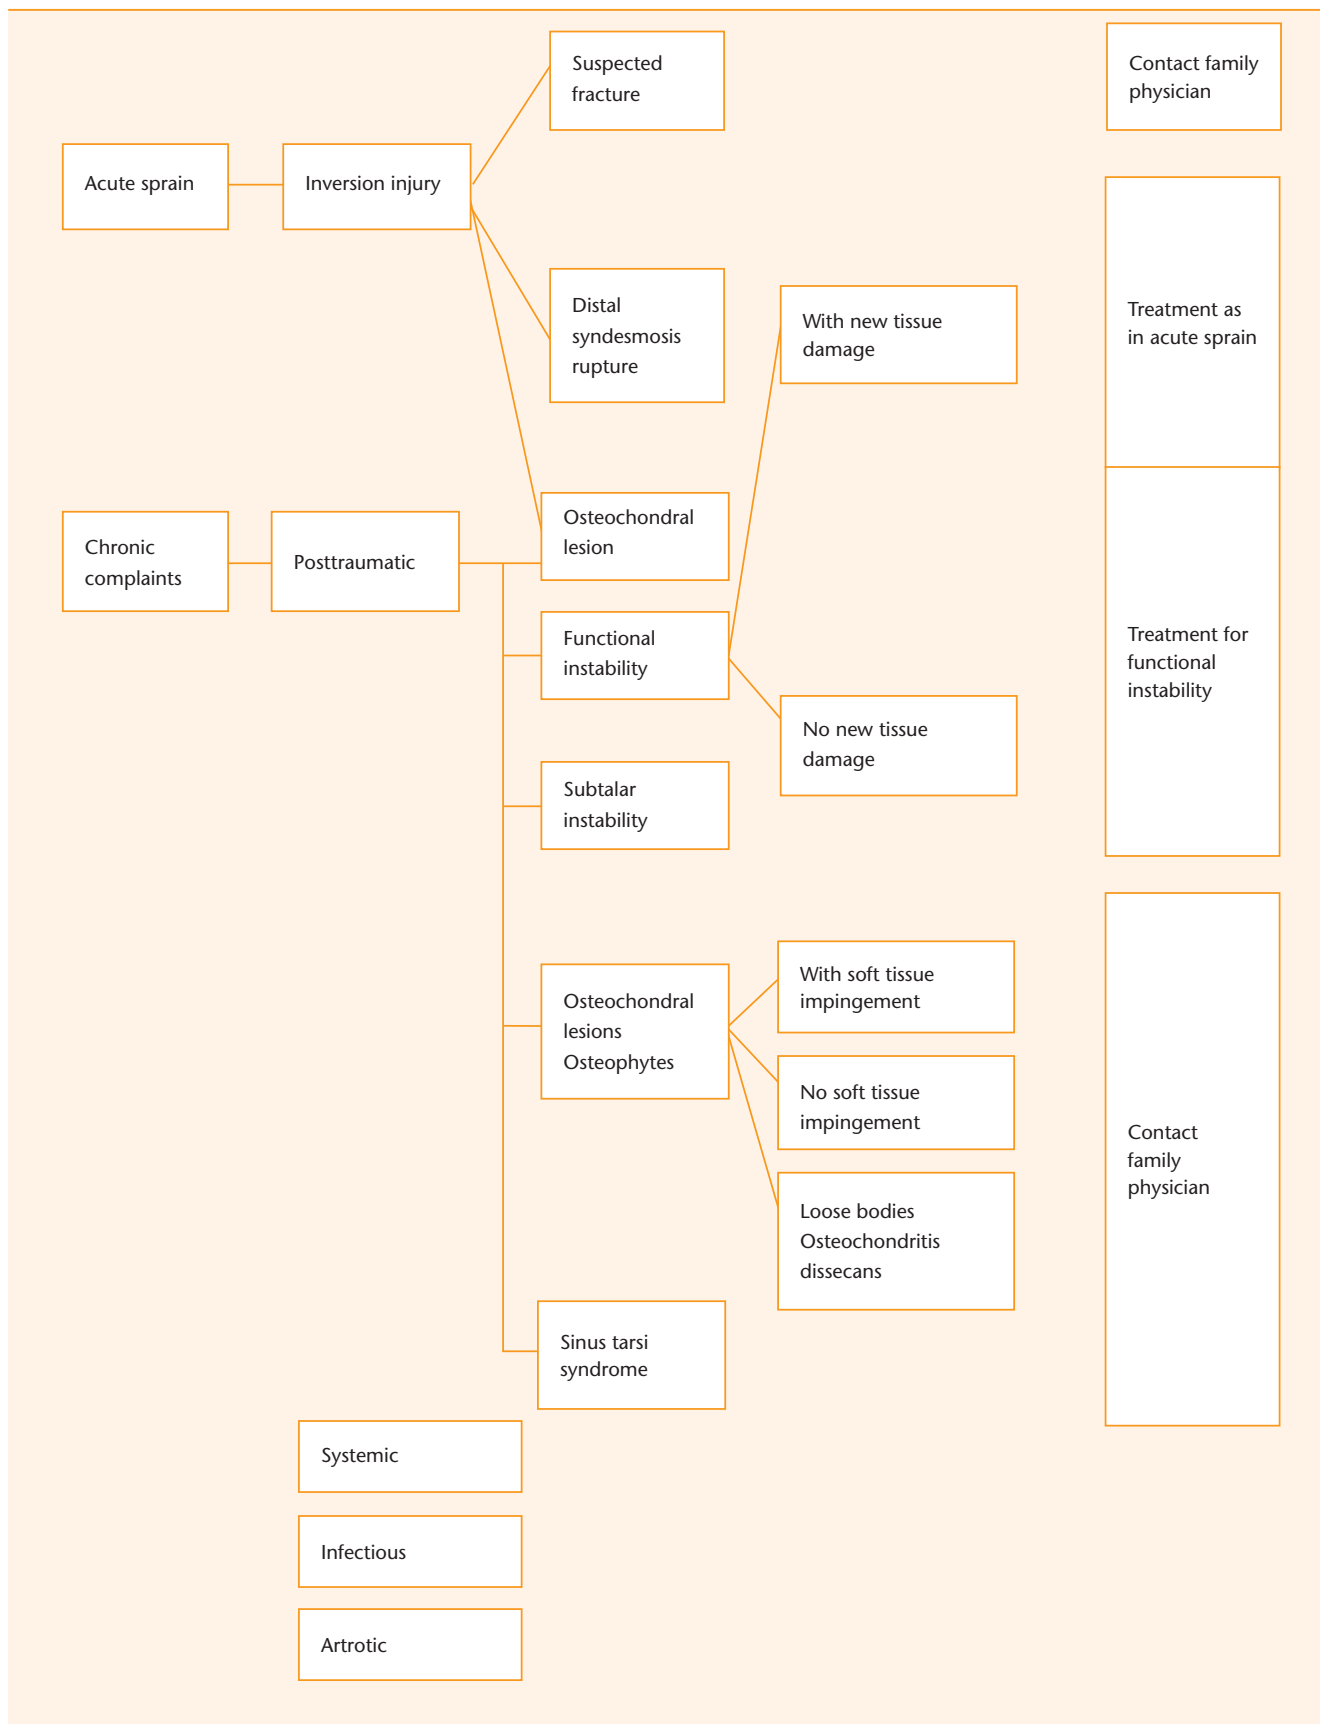 Suspected
fracture
Contact family
physician
Acute sprain
Inversion injury
Distal
syndesmosis
rupture
With new tissue
damage
Treatment as
in acute sprain
Chronic
complaints
Posttraumatic
Osteochondral
lesion
Functional
instability
Treatment for
functional
instability
No new tissue
damage
Subtalar
instability
Osteochondral
lesions
Osteophytes
With soft tissue
impingement
No soft tissue
impingement
Loose bodies
Osteochondritis
dissecans
Contact
family
physician
Sinus tarsi
syndrome
Systemic
Infectious
Artrotic